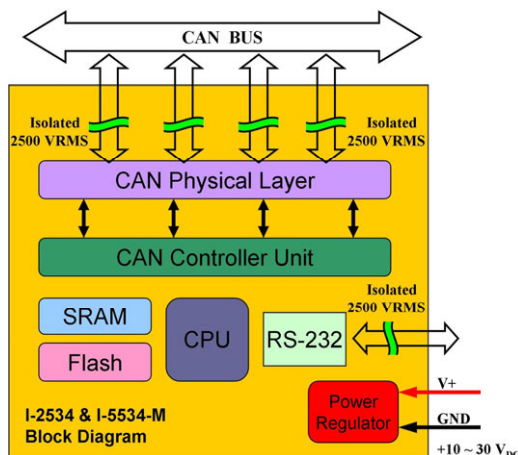 CAN BUS
Isolated
2500 VRMS
Isolated
2500 VRMS
CAN Physical Layer
CAN Controller Unit
Isolated
2500 VRMS
SRAM
CPU
RS-232
Flash
V+
Power
Regulator
GND
I-2534 & I-5534-M
Block Diagram
+10 ~ 30 VDC